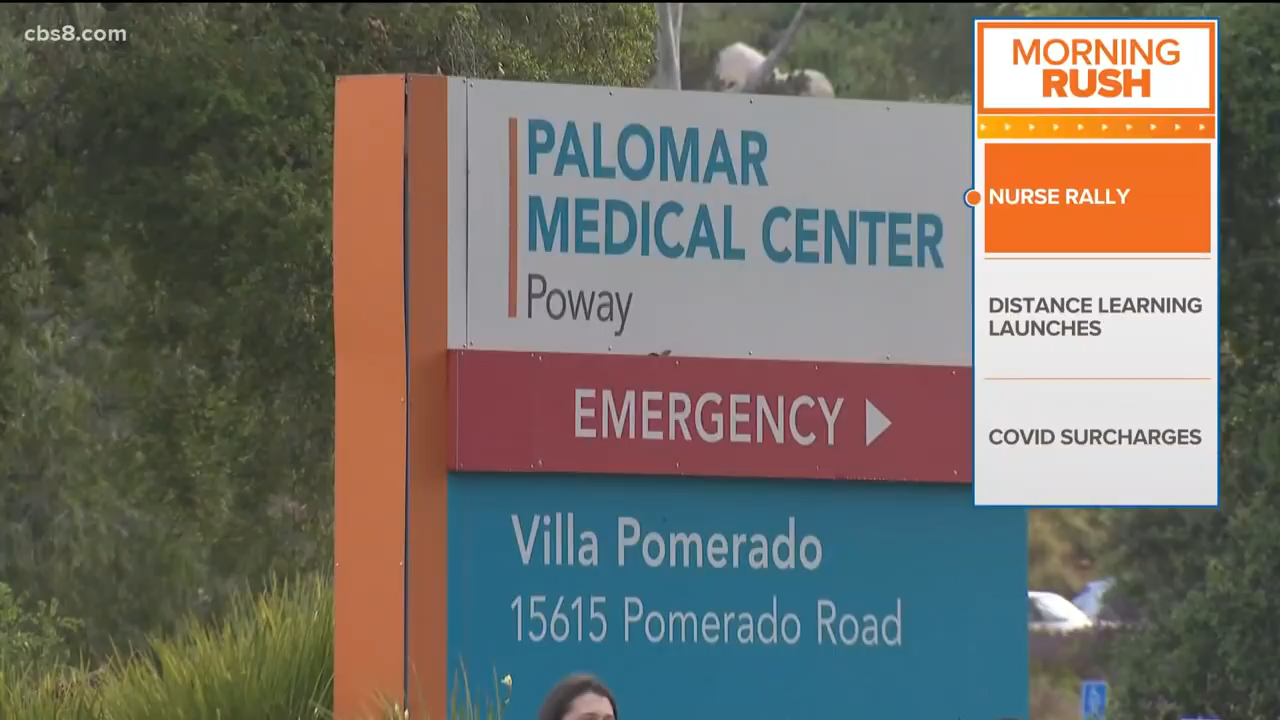 cbs8.com
PALOMAR
MEDICAL CENTER
Poway
EMERGENCY
Villa Pomerado
15615 Pomerado Road
MORNING
RUSH
NURSE RALLY
DISTANCE LEARNING
LAUNCHES
COVID SURCHARGES